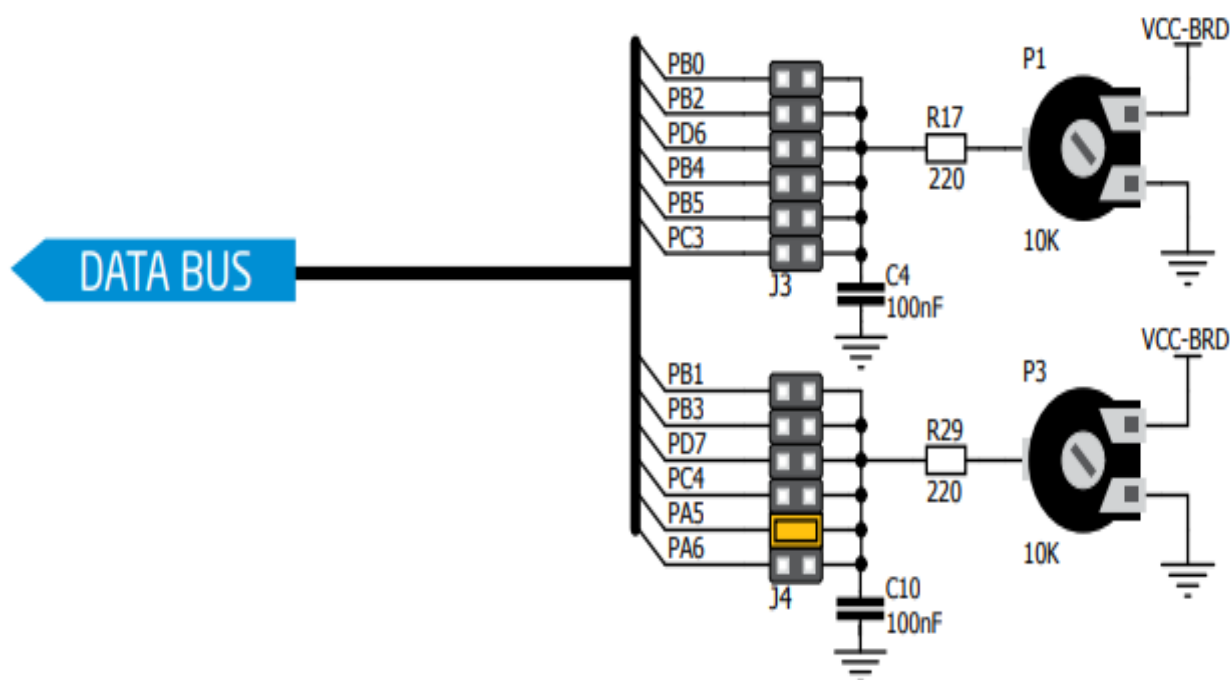 VCC-BRD
P1
PB0
PB2
PD6
PB4
PB5
PC3
R17
220
10K
J3
C4
100nF
DATA BUS
VCC-BRD
P3
PB1
PB3
PD7
PC4
PA5
PA6
R29
220
10K
J4
C10
100nF